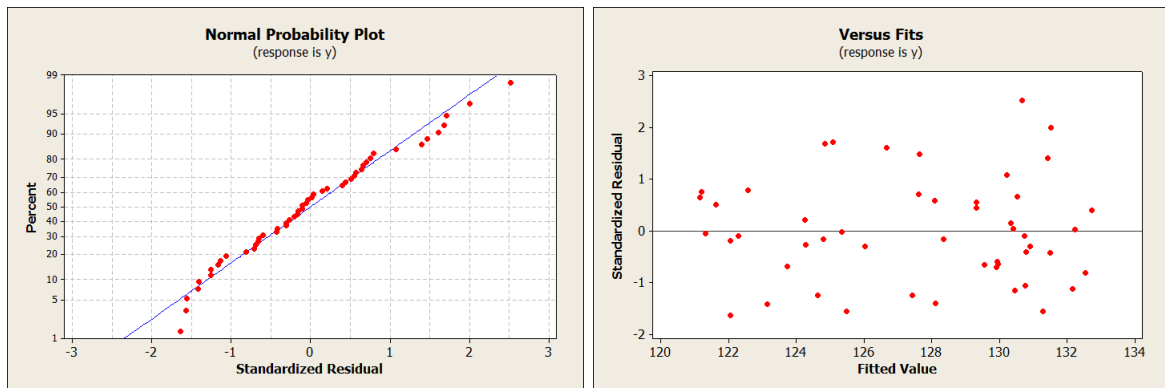 Normal Probability Plot
(response is y)
Percent
99
95
90
80
70
60
50
40
30
20
10
5
1
-3 -2 -1 0 1 2 3
Standardized Residual
Versus Fits
(response is y)
Standardized Residual
3
2
1
0
-1
-2
120 122 124 126 128 130 132 134
Fitted Value